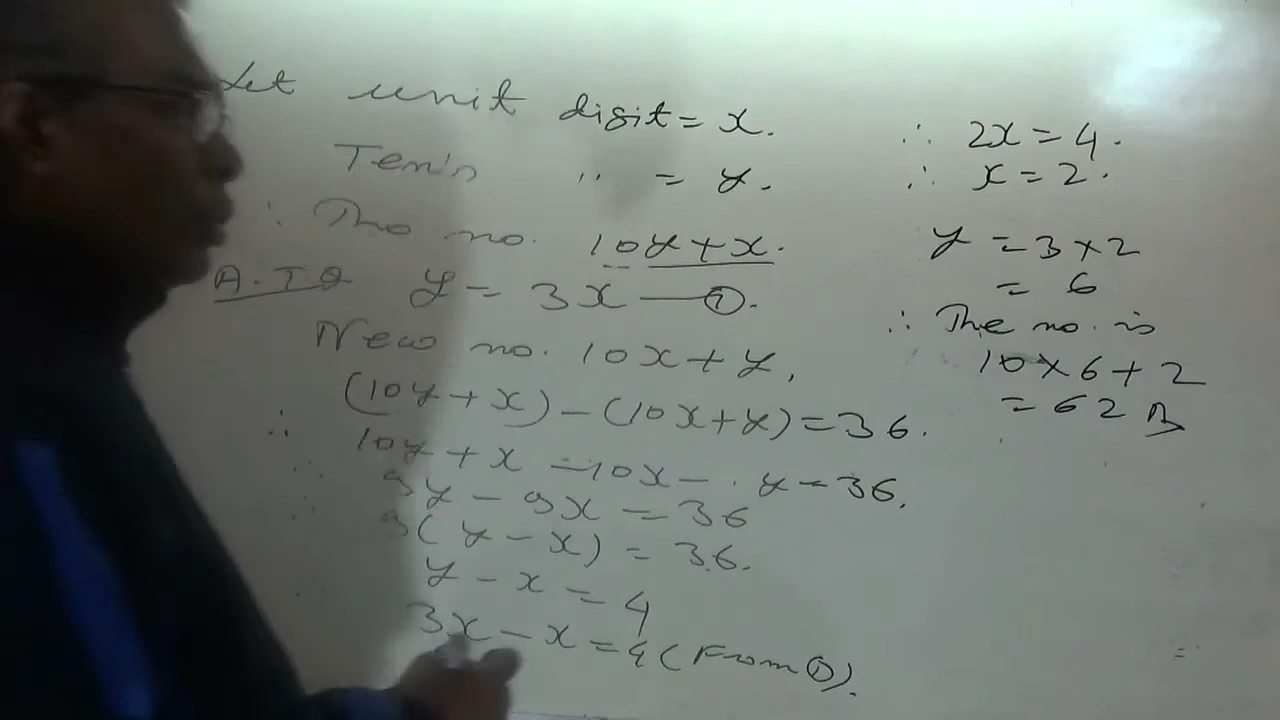 Let unit digit = x.
Ten's " = y.
∴ The no. 10y + x.
A.T.Q y = 3x — ①.
New no. 10x + y,
(10y + x) - (10x + y) = 36.
∴ 10y + x - 10x - y = 36.
∴ 9y - 9x = 36
∴ 9(y - x) = 36.
y - x = 4
3x - x = 4 (From ①).
∴ 2x = 4.
∴ x = 2.
y = 3 × 2
= 6
∴ The no. is
10 × 6 + 2
= 62